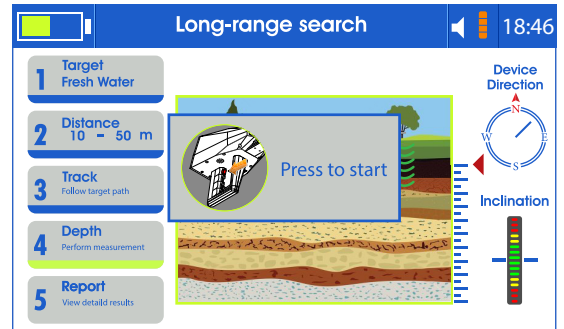 Long-range search
18:46
1
Target
Fresh Water
2
Distance
10 - 50 m
3
Track
Follow target path
4
Depth
Perform measurement
5
Report
View detaild results
Press to start
Device
Direction
N
W
E
S
Inclination